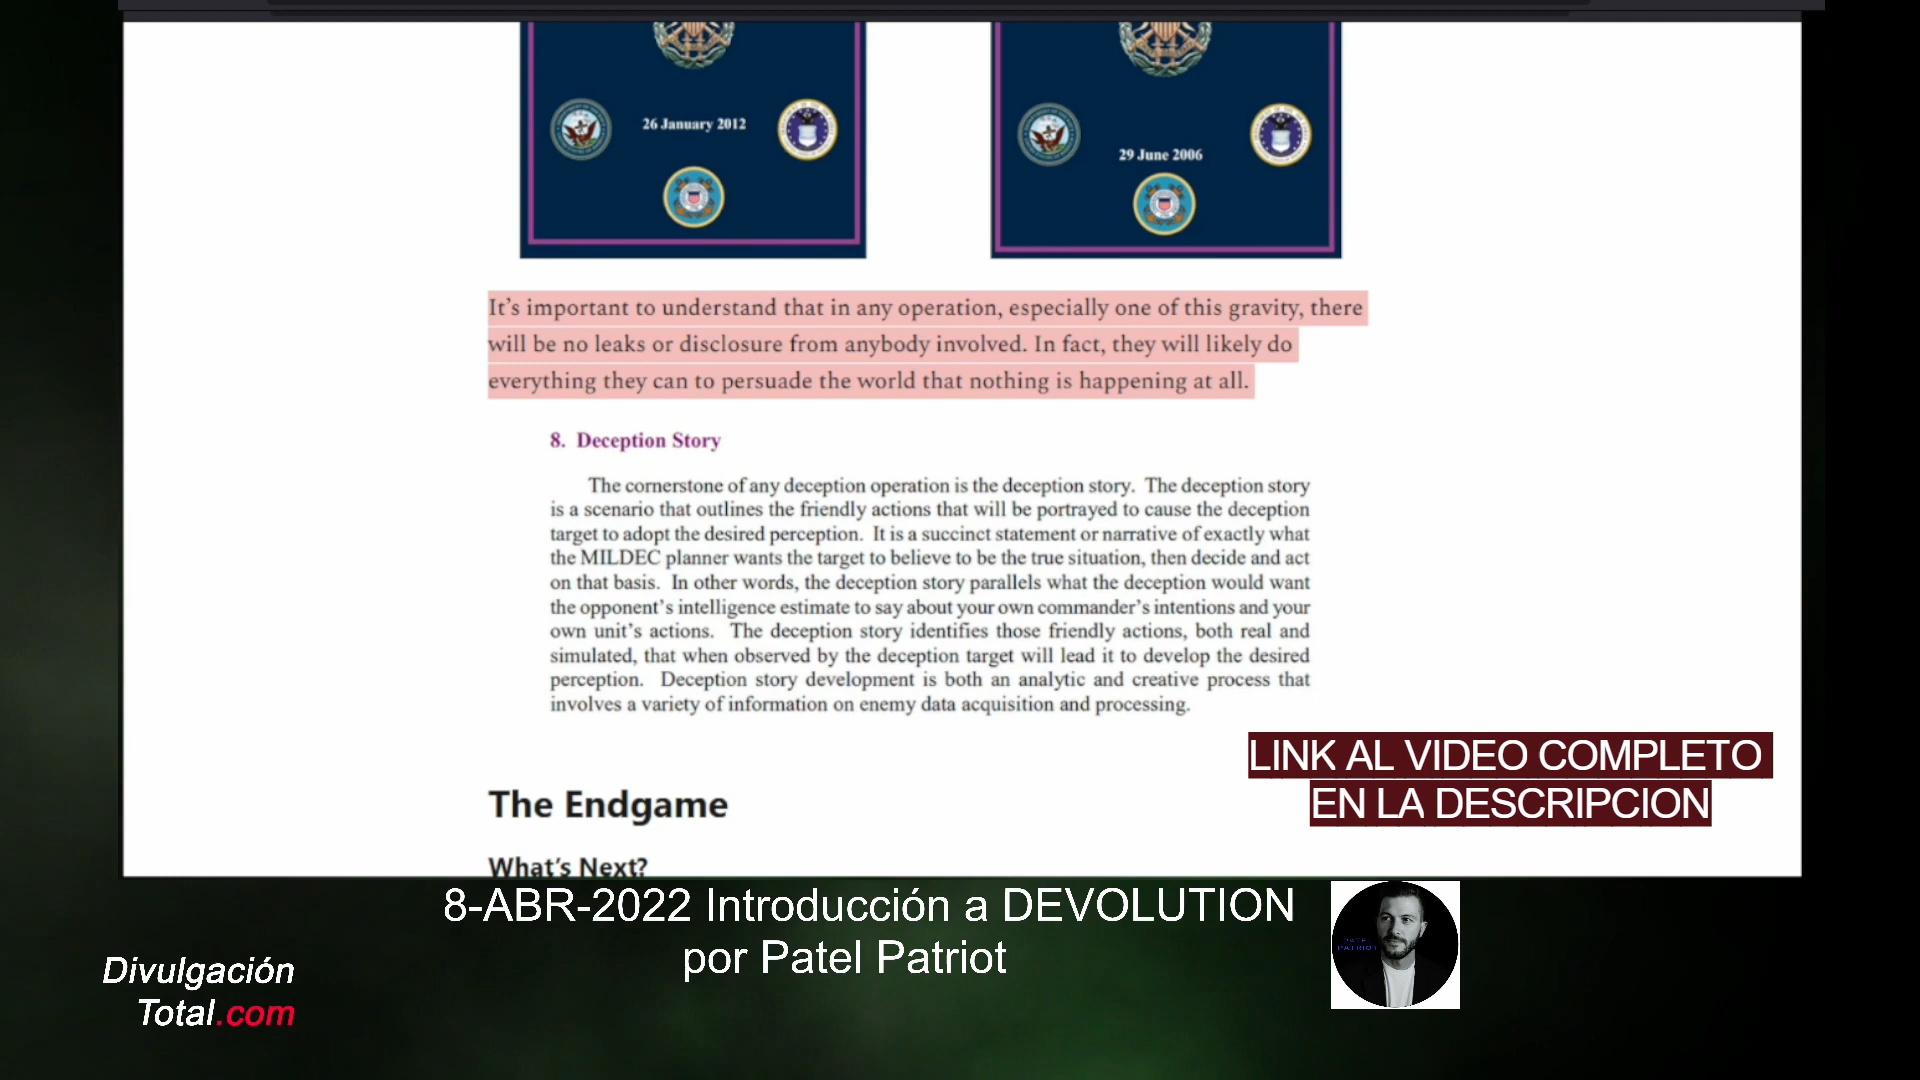 26 January 2012
29 June 2006
It's important to understand that in any operation, especially one of this gravity, there
will be no leaks or disclosure from anybody involved. In fact, they will likely do
everything they can to persuade the world that nothing is happening at all.
8. Deception Story
The cornerstone of any deception operation is the deception story. The deception story
is a scenario that outlines the friendly actions that will be portrayed to cause the deception
target to adopt the desired perception. It is a succinct statement or narrative of exactly what
the MILDEC planner wants the target to believe to be the true situation, then decide and act
on that basis. In other words, the deception story parallels what the deception would want
the opponent's intelligence estimate to say about your own commander's intentions and your
own unit's actions. The deception story identifies those friendly actions, both real and
simulated, that when observed by the deception target will lead it to develop the desired
perception. Deception story development is both an analytic and creative process that
involves a variety of information on enemy data acquisition and processing.
The Endgame
What's Next?
LINK AL VIDEO COMPLETO
EN LA DESCRIPCION
8-ABR-2022 Introducción a DEVOLUTION
por Patel Patriot
PATEL
PATRIOT
Divulgación
Total.com